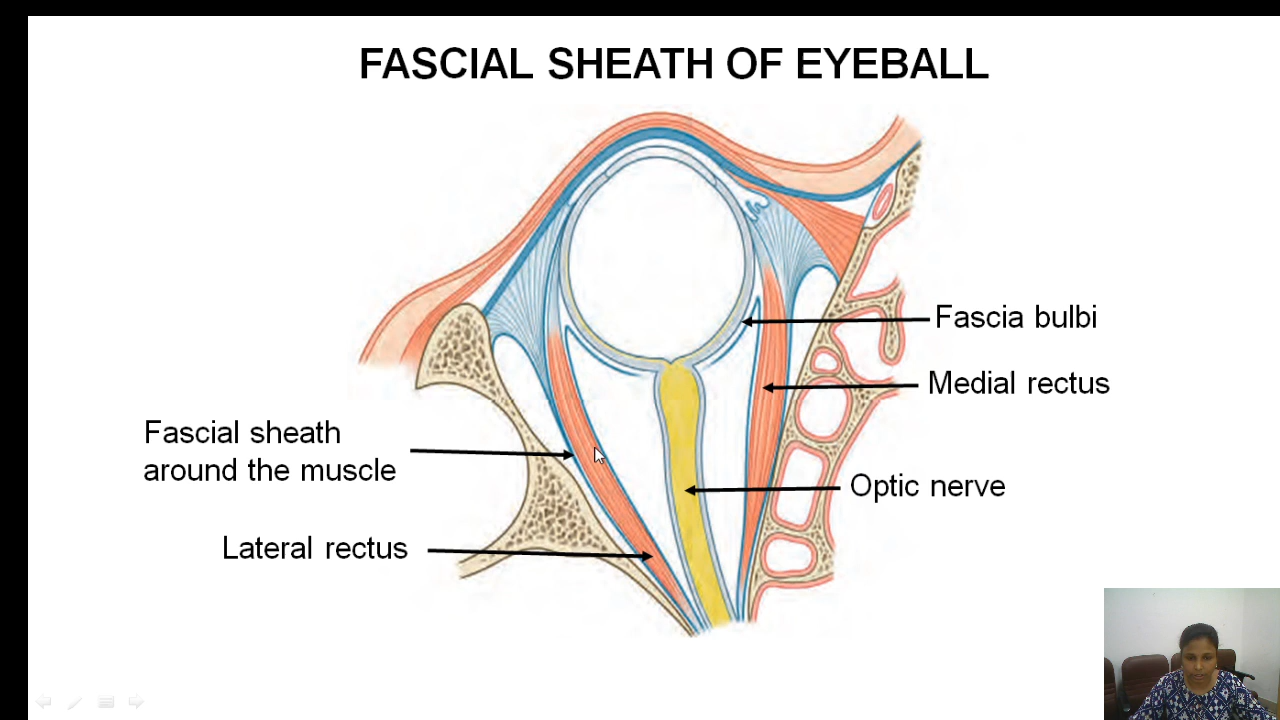 FASCIAL SHEATH OF EYEBALL
Fascia bulbi
Medial rectus
Fascial sheath
around the muscle
Optic nerve
Lateral rectus